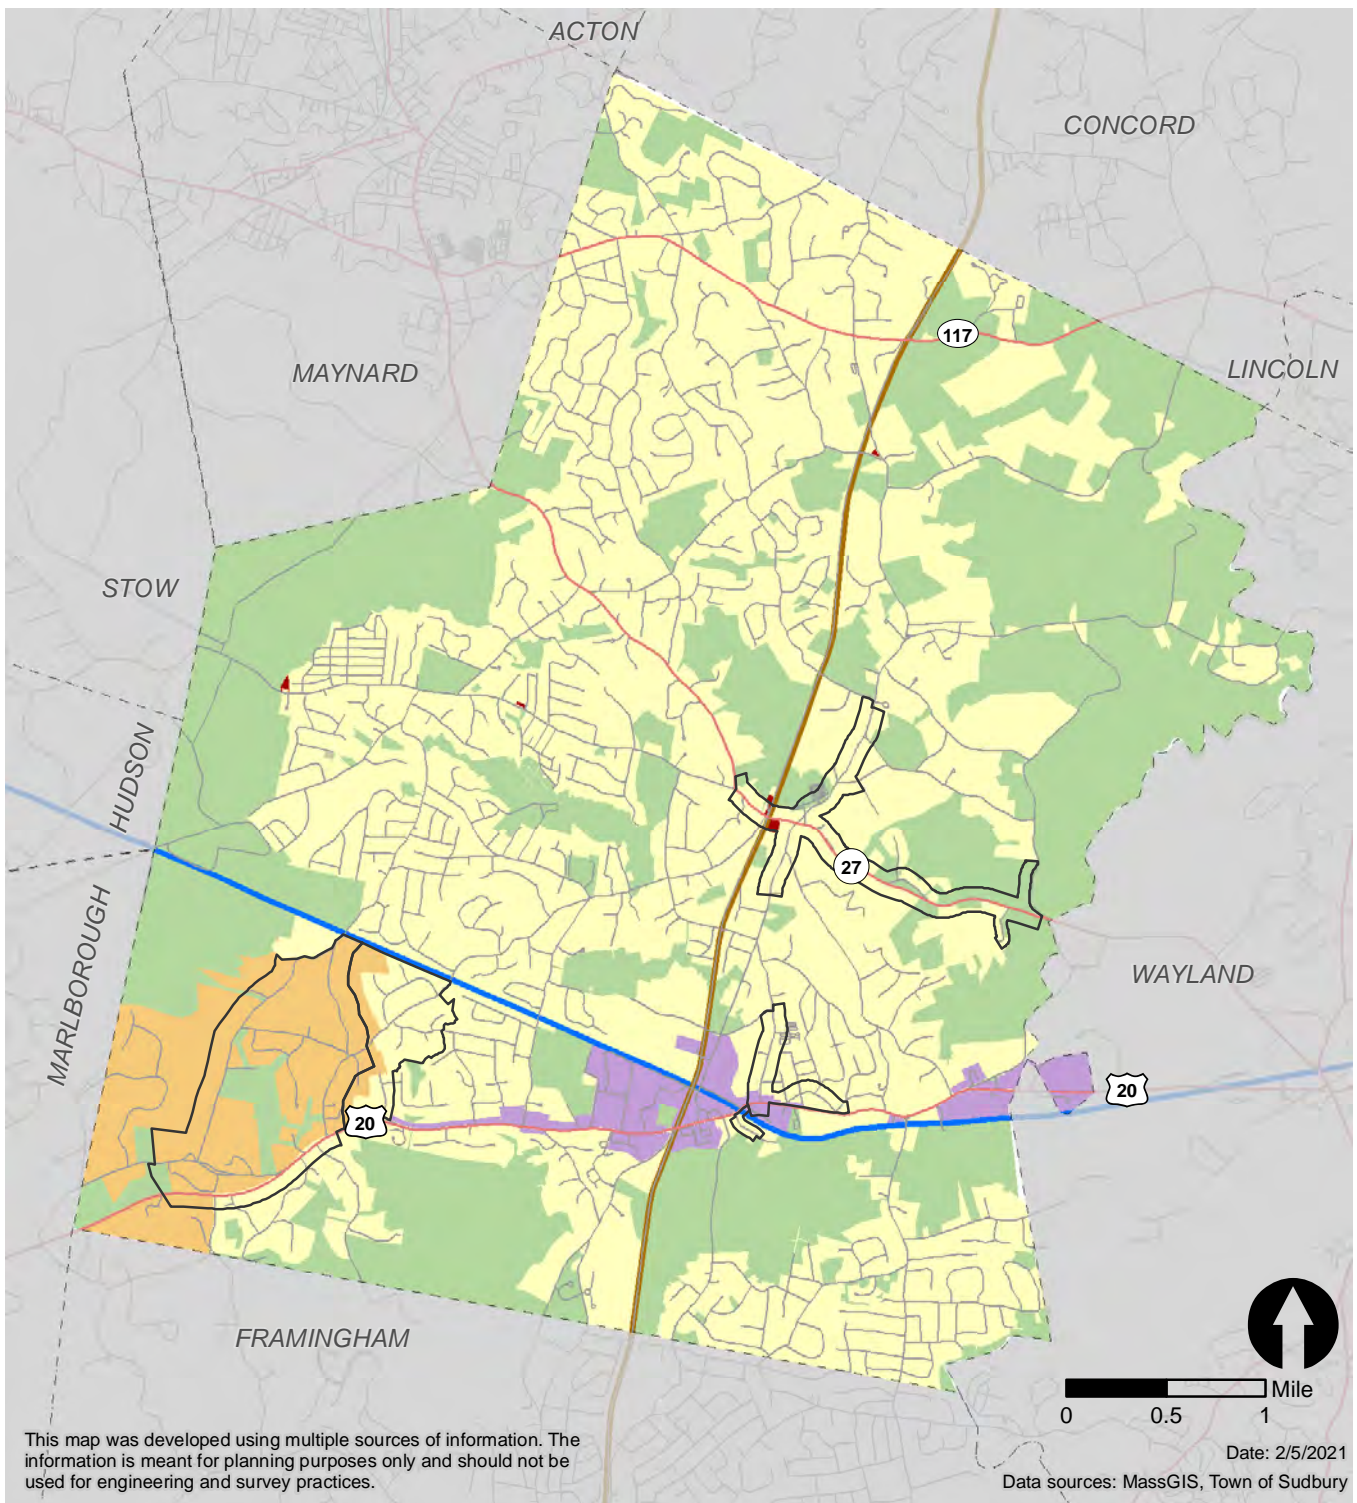 ACTON
CONCORD
117
LINCOLN
MAYNARD
STOW
HUDSON
27
MARLBOROUGH
WAYLAND
20
20
FRAMINGHAM
Mile
0 0.5 1
This map was developed using multiple sources of information. The
information is meant for planning purposes only and should not be
used for engineering and survey practices.
Date: 2/5/2021
Data sources: MassGIS, Town of Sudbury